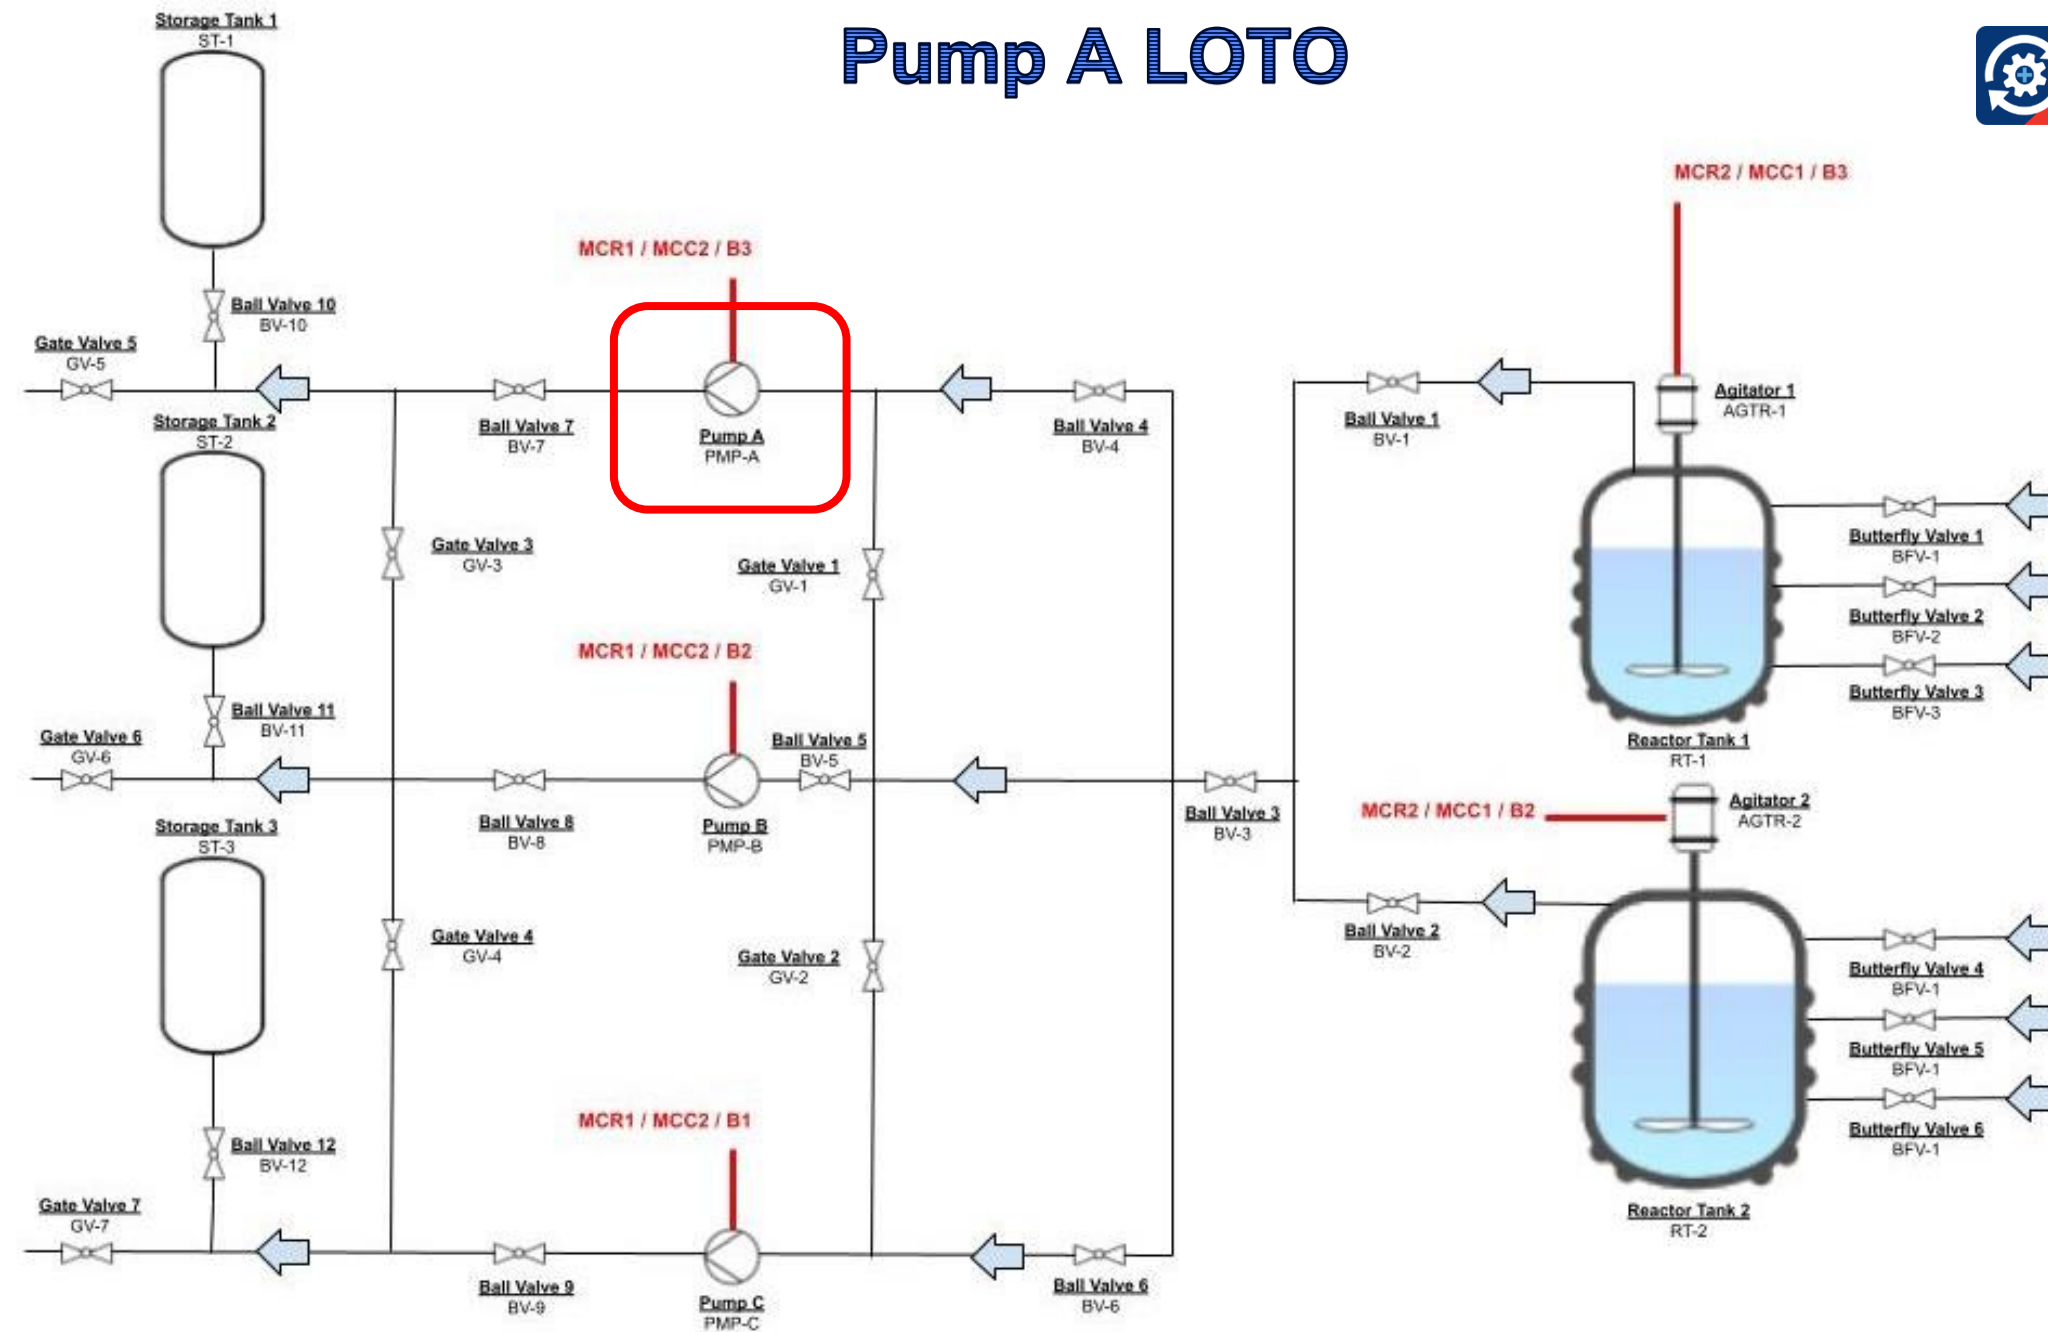 Pump A LOTO
Storage Tank 1
ST-1
MCR2 / MCC1 / B3
MCR1 / MCC2 / B3
Ball Valve 10
BV-10
Gate Valve 5
GV-5
Storage Tank 2
ST-2
Ball Valve 7
BV-7
Pump A
PMP-A
Ball Valve 4
BV-4
Ball Valve 1
BV-1
Agitator 1
AGTR-1
Gate Valve 3
GV-3
Gate Valve 1
GV-1
Butterfly Valve 1
BFV-1
Butterfly Valve 2
BFV-2
Butterfly Valve 3
BFV-3
MCR1 / MCC2 / B2
Ball Valve 11
BV-11
Gate Valve 6
GV-6
Ball Valve 5
BV-5
Reactor Tank 1
RT-1
Storage Tank 3
ST-3
Ball Valve 8
BV-8
Pump B
PMP-B
Ball Valve 3
BV-3
MCR2 / MCC1 / B2
Agitator 2
AGTR-2
Gate Valve 4
GV-4
Gate Valve 2
GV-2
Ball Valve 2
BV-2
Butterfly Valve 4
BFV-1
Butterfly Valve 5
BFV-1
Butterfly Valve 6
BFV-1
MCR1 / MCC2 / B1
Ball Valve 12
BV-12
Gate Valve 7
GV-7
Reactor Tank 2
RT-2
Ball Valve 9
BV-9
Pump C
PMP-C
Ball Valve 6
BV-6